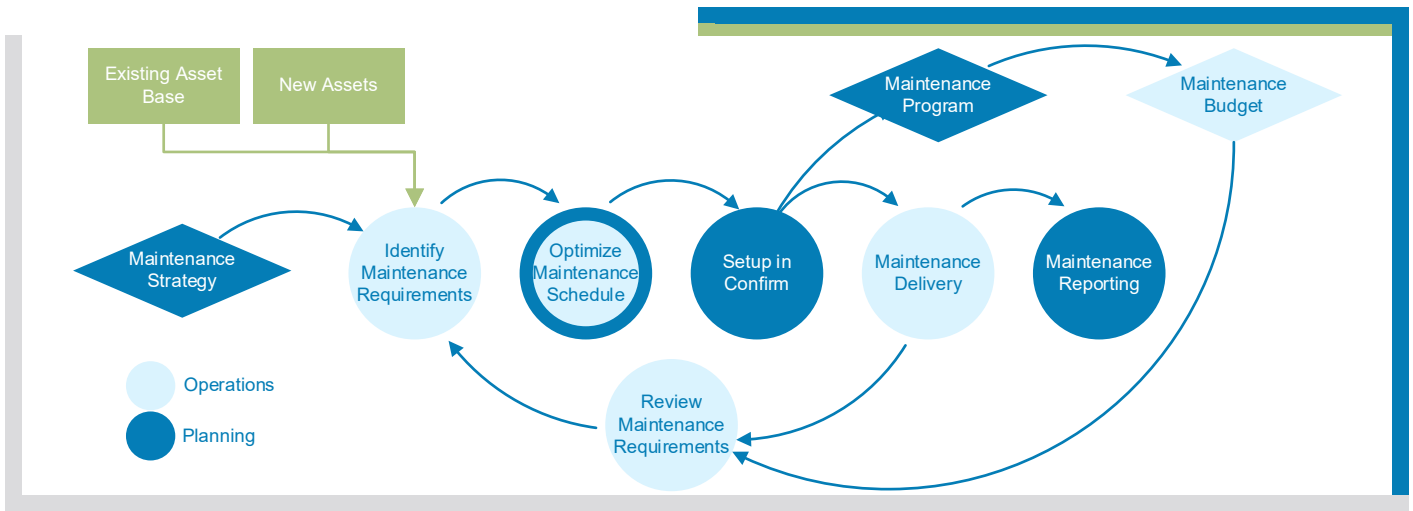 Existing Asset
Base
New Assets
Maintenance
Program
Maintenance
Budget
Maintenance
Strategy
Identify
Maintenance
Requirements
Optimize
Maintenance
Schedule
Setup in
Confirm
Maintenance
Delivery
Maintenance
Reporting
Operations
Planning
Review
Maintenance
Requirements